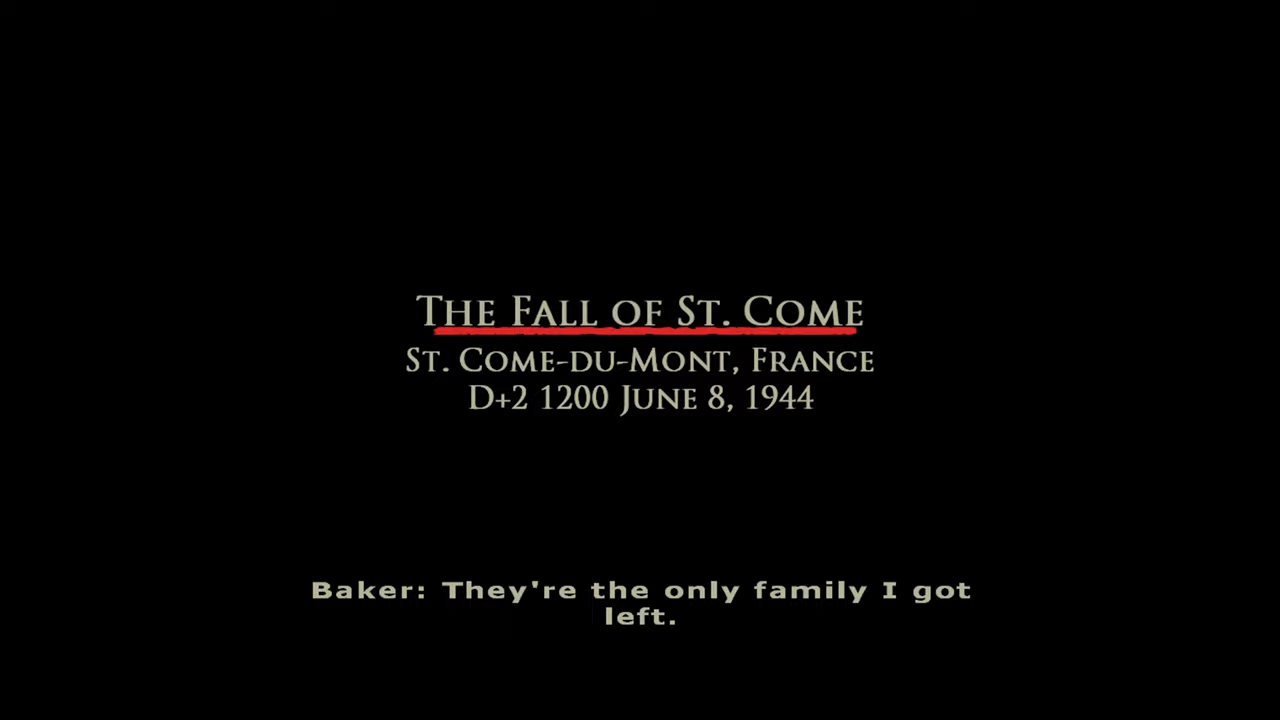 The Fall of St. Come
St. Come-du-Mont, France
D+2 1200 June 8, 1944
Baker: They're the only family I got
left.